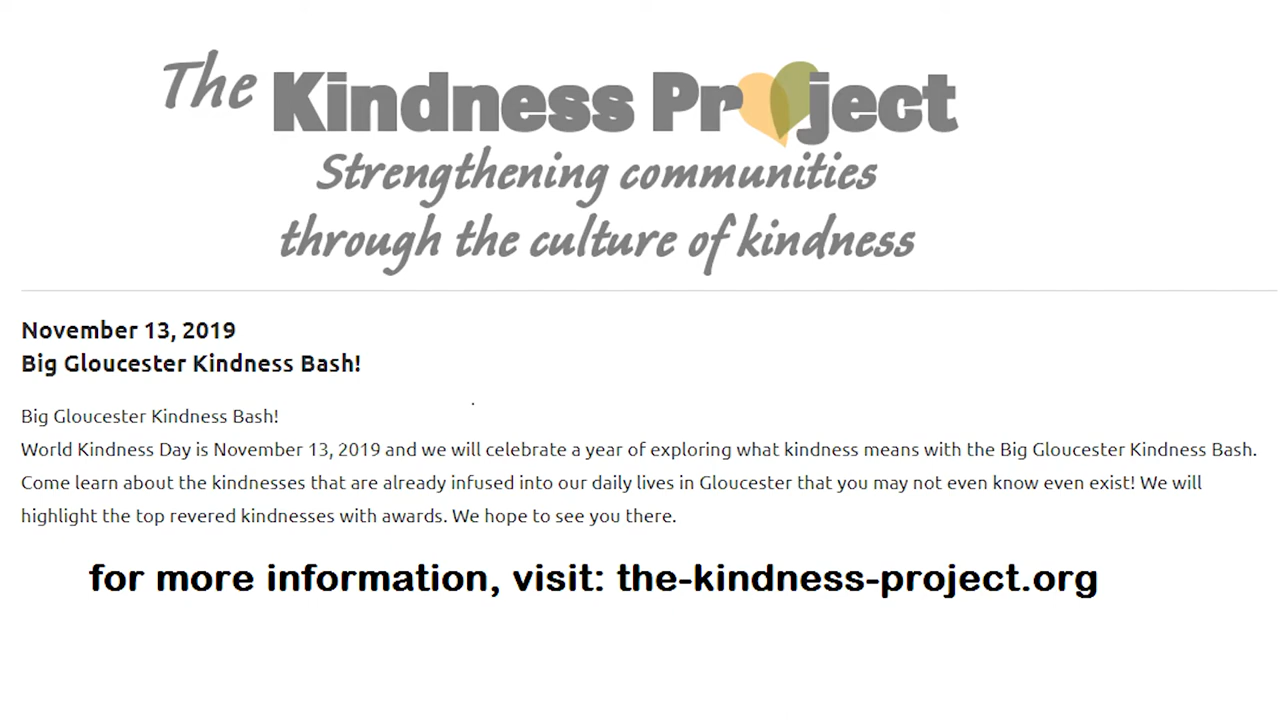 The Kindness Project
Strengthening communities
through the culture of kindness
November 13, 2019
Big Gloucester Kindness Bash!
Big Gloucester Kindness Bash!
World Kindness Day is November 13, 2019 and we will celebrate a year of exploring what kindness means with the Big Gloucester Kindness Bash.
Come learn about the kindnesses that are already infused into our daily lives in Gloucester that you may not even know even exist! We will
highlight the top revered kindnesses with awards. We hope to see you there.
for more information, visit: the-kindness-project.org